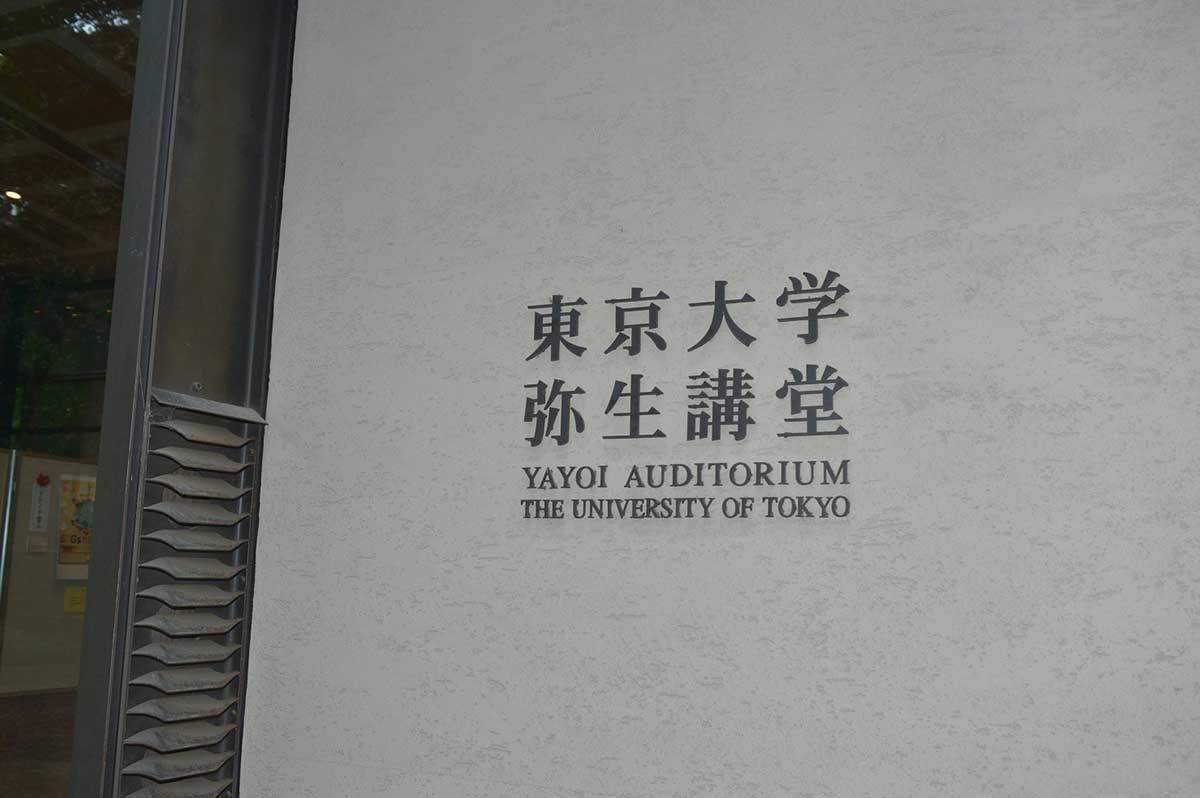 東京大学
弥生講堂
YAYOI AUDITORIUM
THE UNIVERSITY OF TOKYO